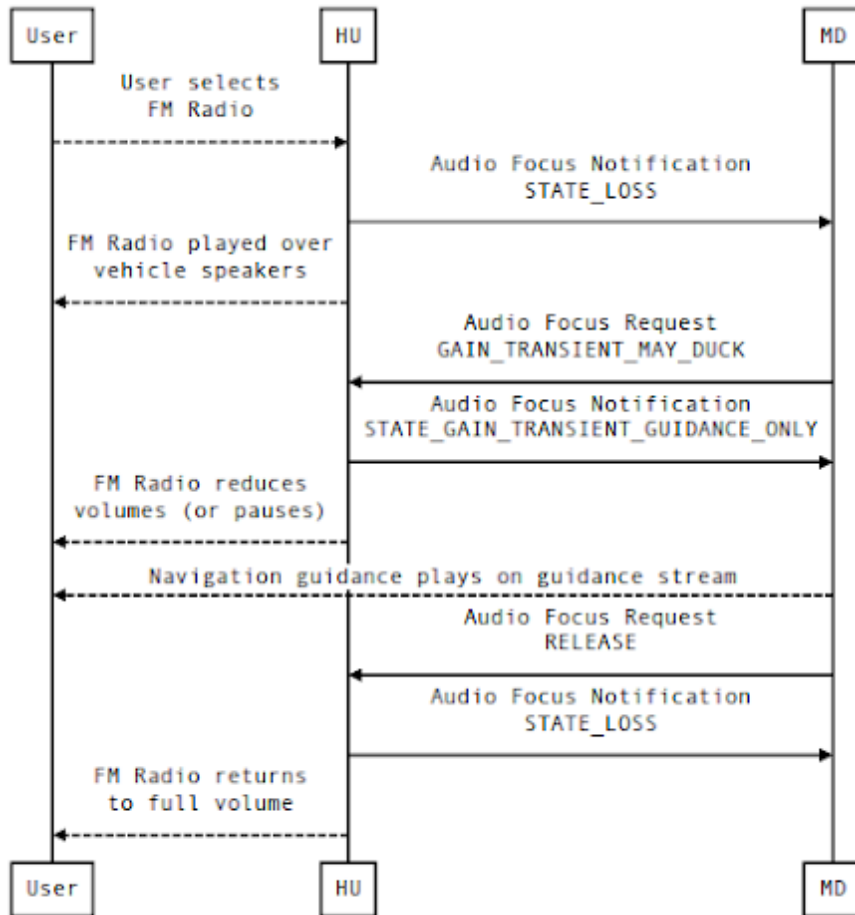 User
HU
MD
User selects
FM Radio
Audio Focus Notification
STATE_LOSS
FM Radio played over
vehicle speakers
Audio Focus Request
GAIN_TRANSIENT_MAY_DUCK
Audio Focus Notification
STATE_GAIN_TRANSIENT_GUIDANCE_ONLY
FM Radio reduces
volumes (or pauses)
Navigation guidance plays on guidance stream
Audio Focus Request
RELEASE
Audio Focus Notification
STATE_LOSS
FM Radio returns
to full volume
User
HU
MD